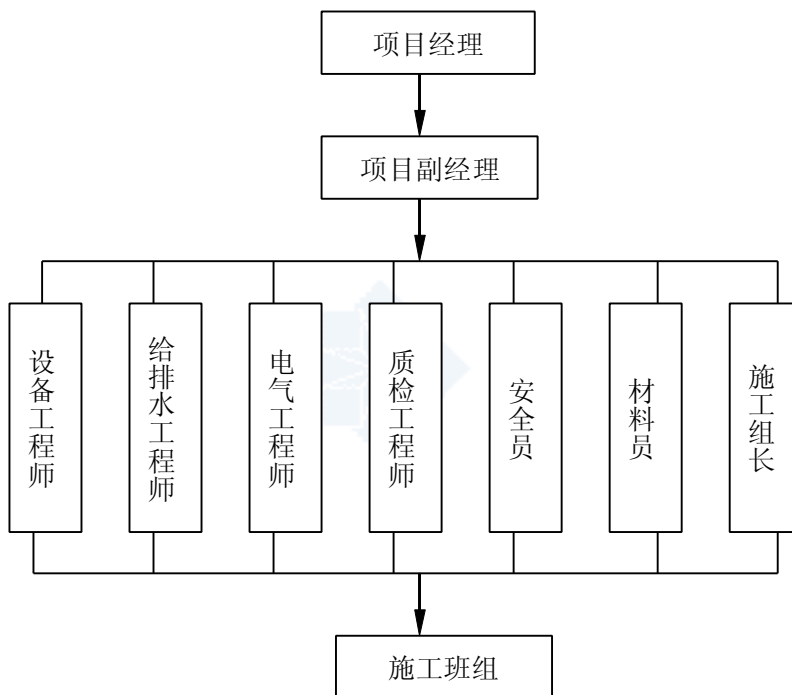 项目经理
项目副经理
设备工程师
给排水工程师
电气工程师
质检工程师
安全员
材料员
施工组长
施工班组